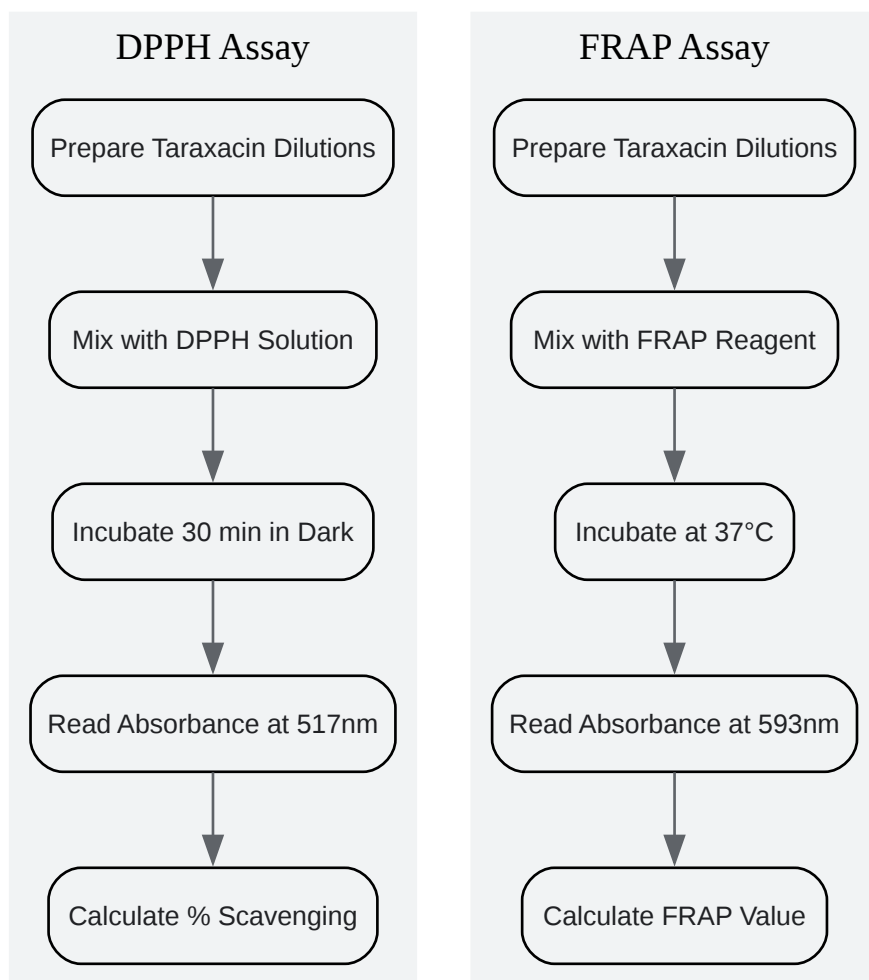 DPPH Assay
Prepare Taraxacin Dilutions
Mix with DPPH Solution
Incubate 30 min in Dark
Read Absorbance at 517nm
Calculate % Scavenging
FRAP Assay
Prepare Taraxacin Dilutions
Mix with FRAP Reagent
Incubate at 37°C
Read Absorbance at 593nm
Calculate FRAP Value